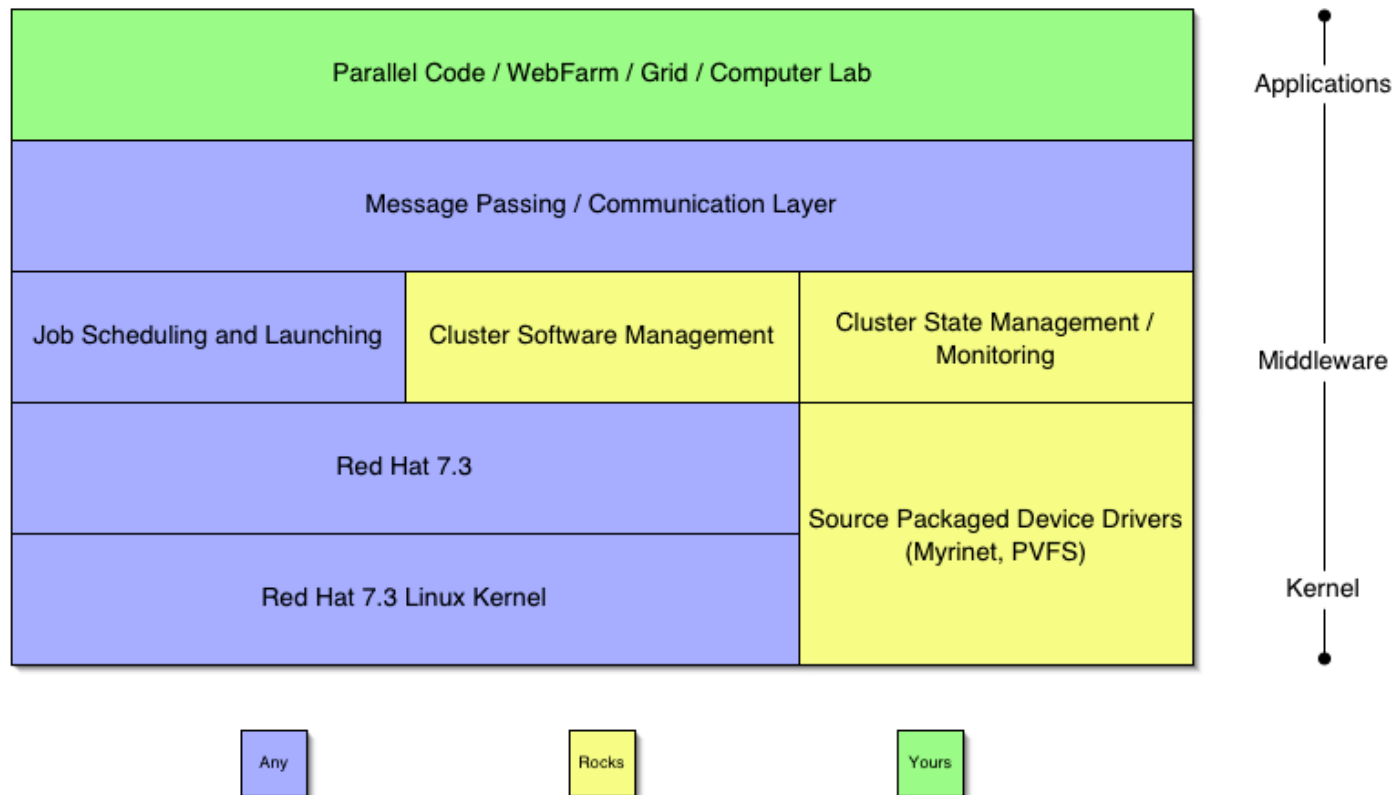 Parallel Code / WebFarm / Grid / Computer Lab
Applications
Message Passing / Communication Layer
Job Scheduling and Launching
Cluster Software Management
Cluster State Management /
Monitoring
Middleware
Red Hat 7.3
Source Packaged Device Drivers
(Myrinet, PVFS)
Red Hat 7.3 Linux Kernel
Kernel
Any
Rocks
Yours